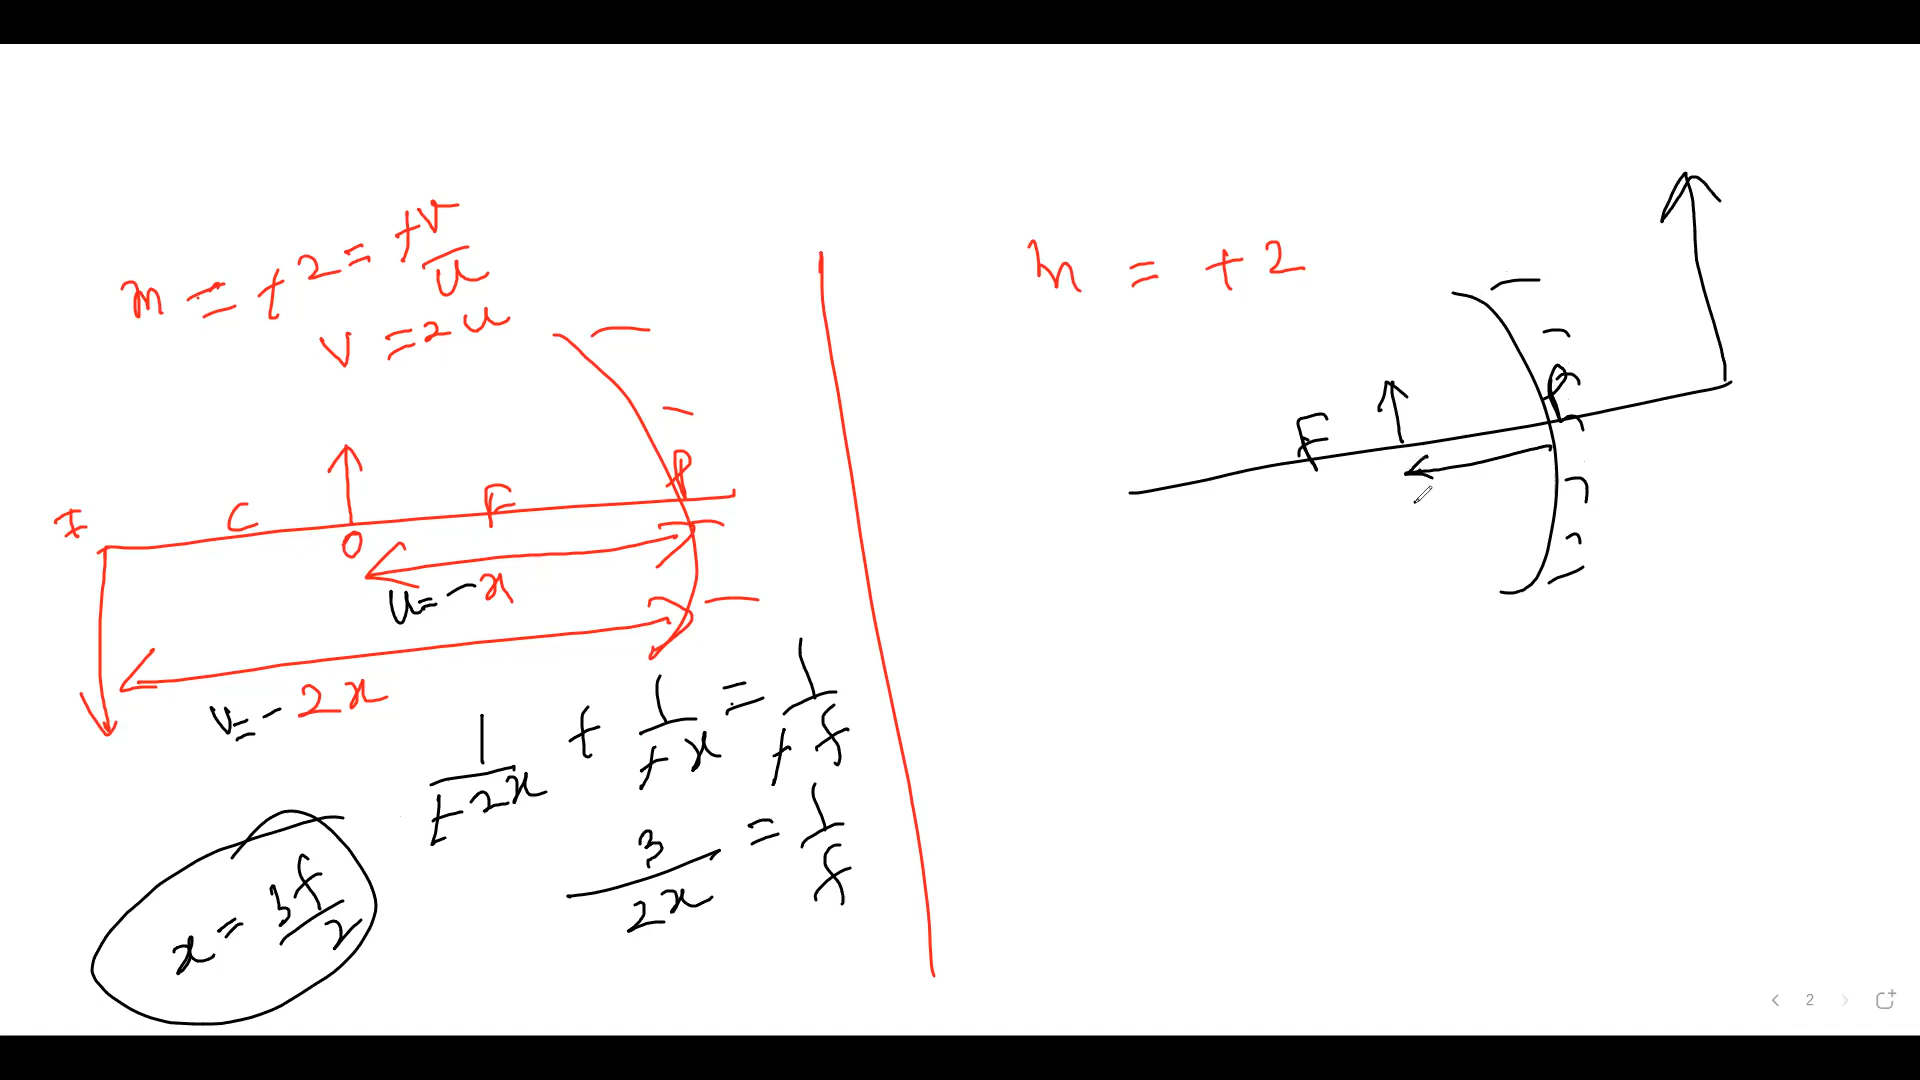 m = +2 = +v/u
v = 2u
I C O F P
u = -x
v = -2x
1/+2x + 1/+x = 1/+f
3/2x = 1/f
x = 3f/2
m = +2
F P
2